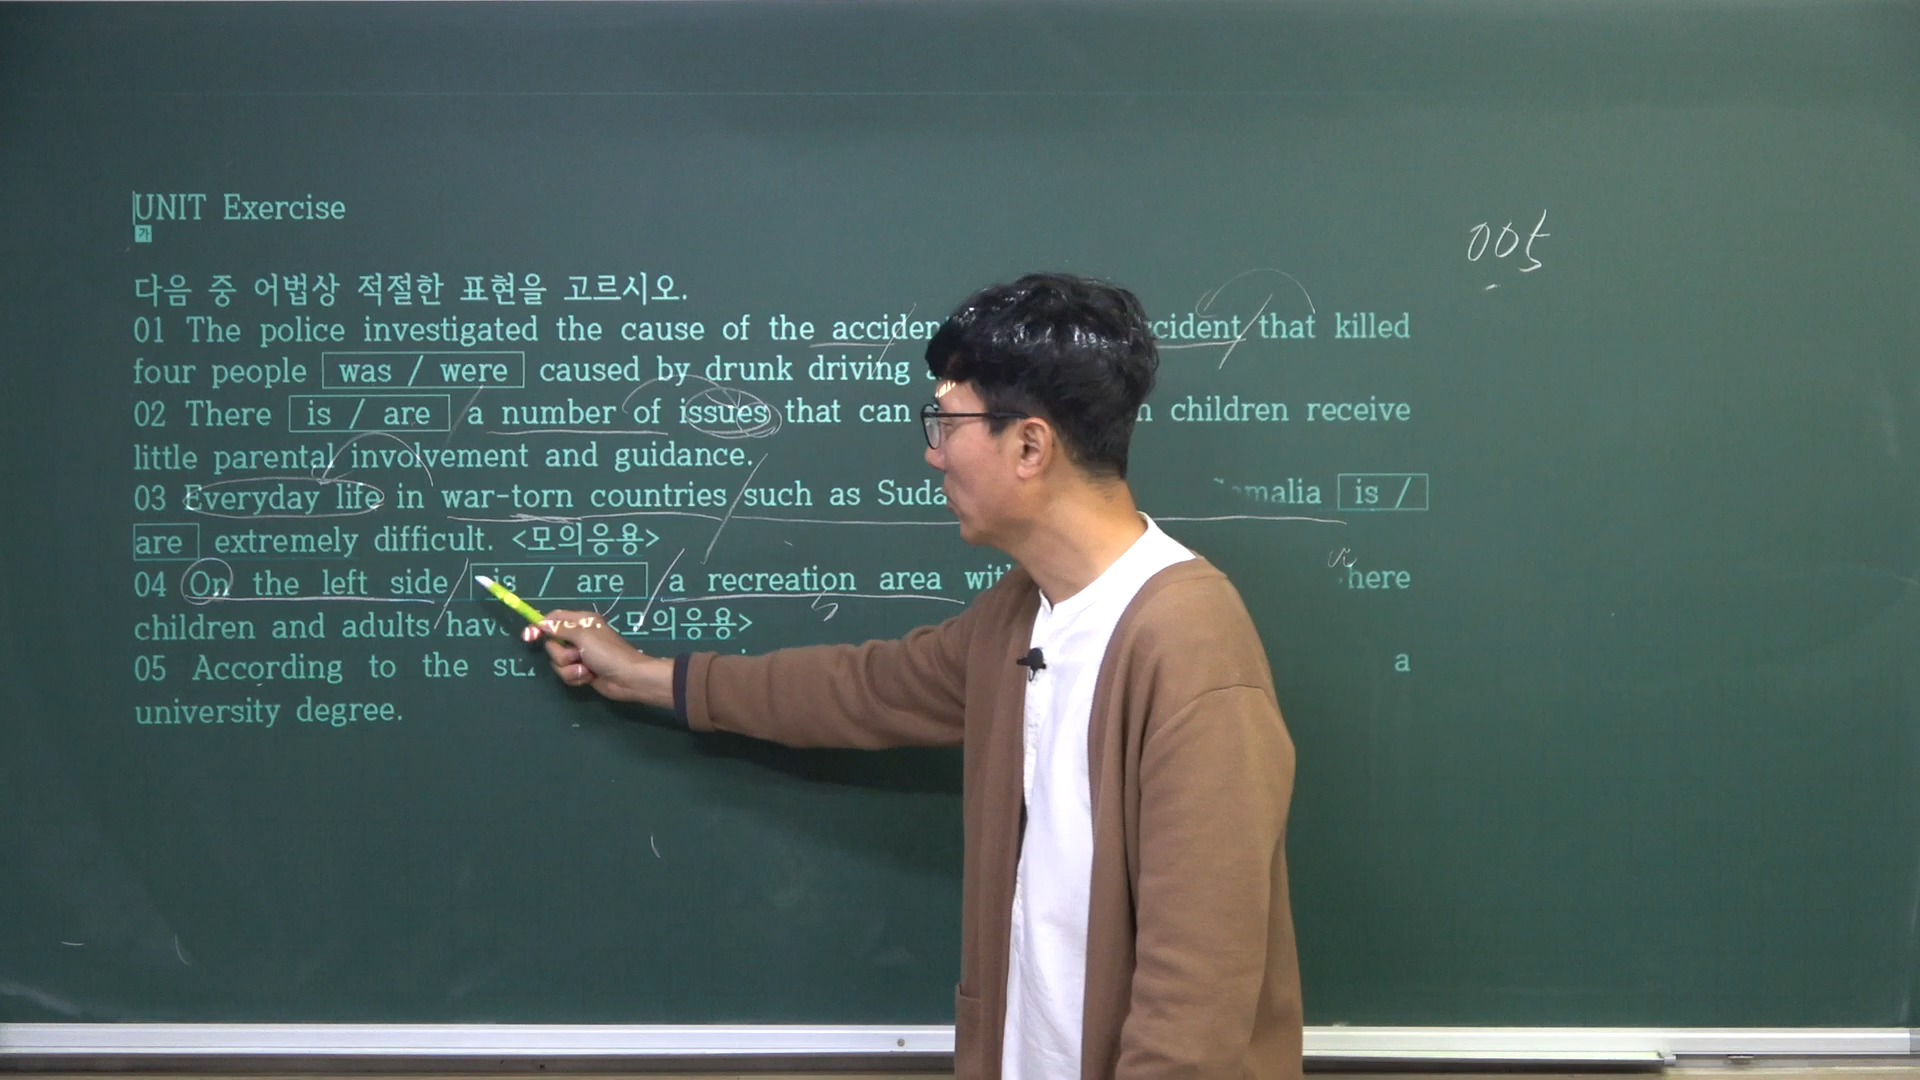 UNIT Exercise
가
005
다음 중 어법상 적절한 표현을 고르시오.
01 The police investigated the cause of the that killed
four people was / were caused by drunk driving
02 There is / are a number of issues that can children receive
little parental involvement and guidance.
03 Everyday life in war-torn countries such as is /
are extremely difficult. <모의응용>
04 On the left side is / are a recreation area
children and adults <모의응용>
05 According to the a
university degree.